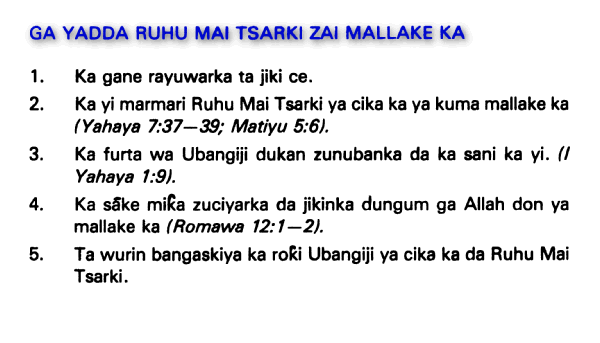 GA YADDA RUHU MAI TSARKI ZAI MALLAKE KA
1. Ka gane rayuwarka ta jiki ce.
2. Ka yi marmari Ruhu Mai Tsarki ya cika ka ya kuma mallake ka
(Yahaya 7:37—39; Matiyu 5:6).
3. Ka furta wa Ubangiji dukan zunubanka da ka sani ka yi. (I
Yahaya 1:9).
4. Ka sāke miƙa zuciyarka da jikinka dungum ga Allah don ya
mallake ka (Romawa 12:1—2).
5. Ta wurin bangaskiya ka roƙi Ubangiji ya cika ka da Ruhu Mai
Tsarki.